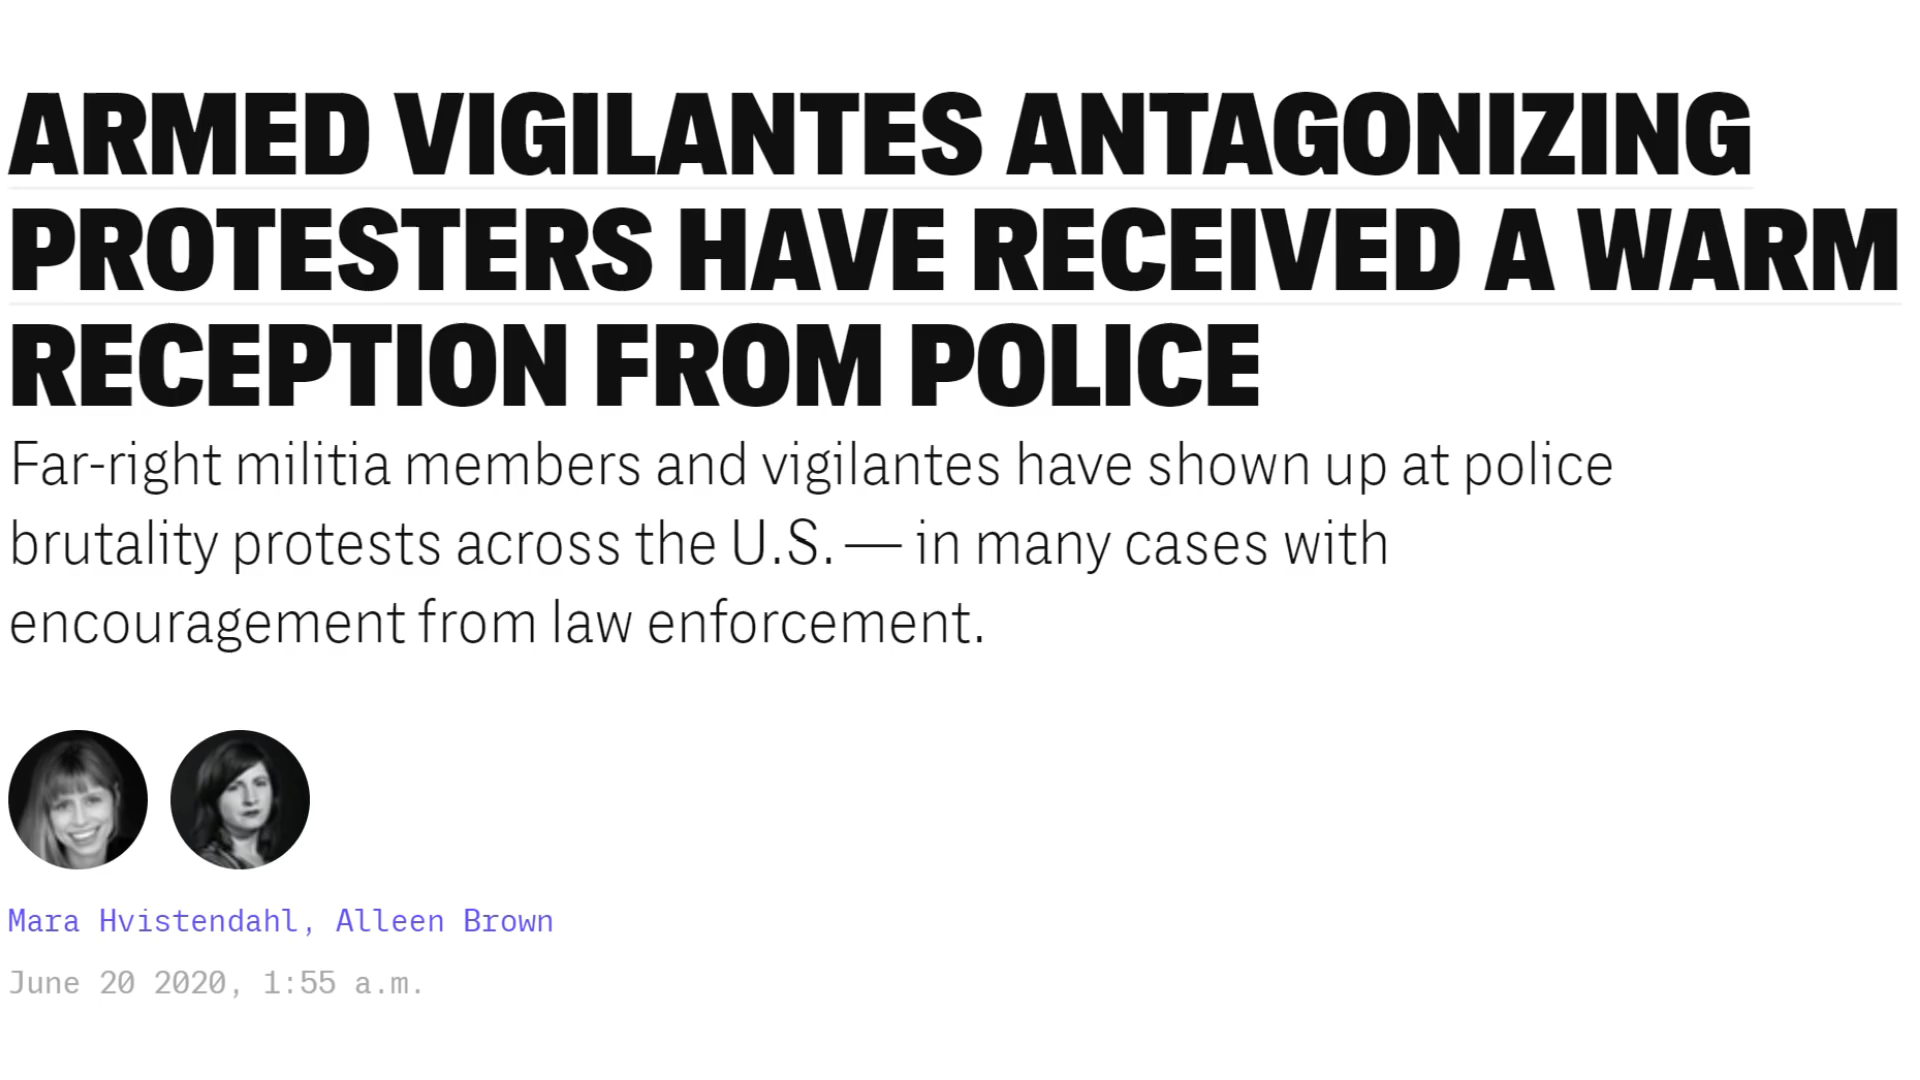 ARMED VIGILANTES ANTAGONIZING
PROTESTERS HAVE RECEIVED A WARM
RECEPTION FROM POLICE
Far-right militia members and vigilantes have shown up at police
brutality protests across the U.S. — in many cases with
encouragement from law enforcement.
Mara Hvistendahl, Alleen Brown
June 20 2020, 1:55 a.m.